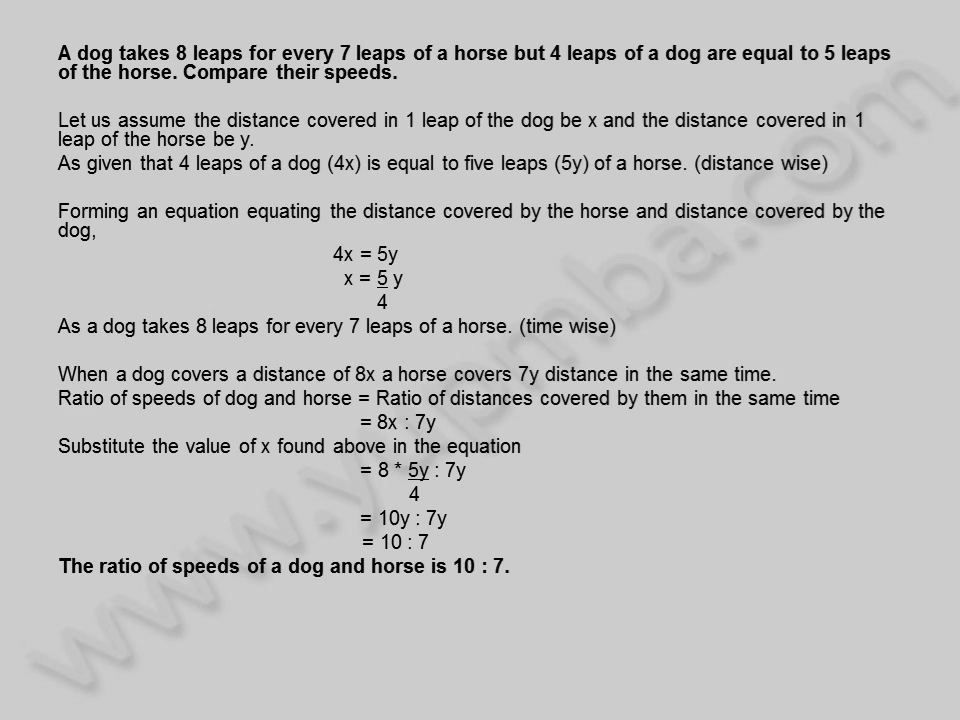 A dog takes 8 leaps for every 7 leaps of a horse but 4 leaps of a dog are equal to 5 leaps
of the horse. Compare their speeds.
Let us assume the distance covered in 1 leap of the dog be x and the distance covered in 1
leap of the horse be y.
As given that 4 leaps of a dog (4x) is equal to five leaps (5y) of a horse. (distance wise)
Forming an equation equating the distance covered by the horse and distance covered by the
dog,
4x = 5y
x = 5 y
4
As a dog takes 8 leaps for every 7 leaps of a horse. (time wise)
When a dog covers a distance of 8x a horse covers 7y distance in the same time.
Ratio of speeds of dog and horse = Ratio of distances covered by them in the same time
= 8x : 7y
Substitute the value of x found above in the equation
= 8 * 5y : 7y
4
= 10y : 7y
= 10 : 7
The ratio of speeds of a dog and horse is 10 : 7.